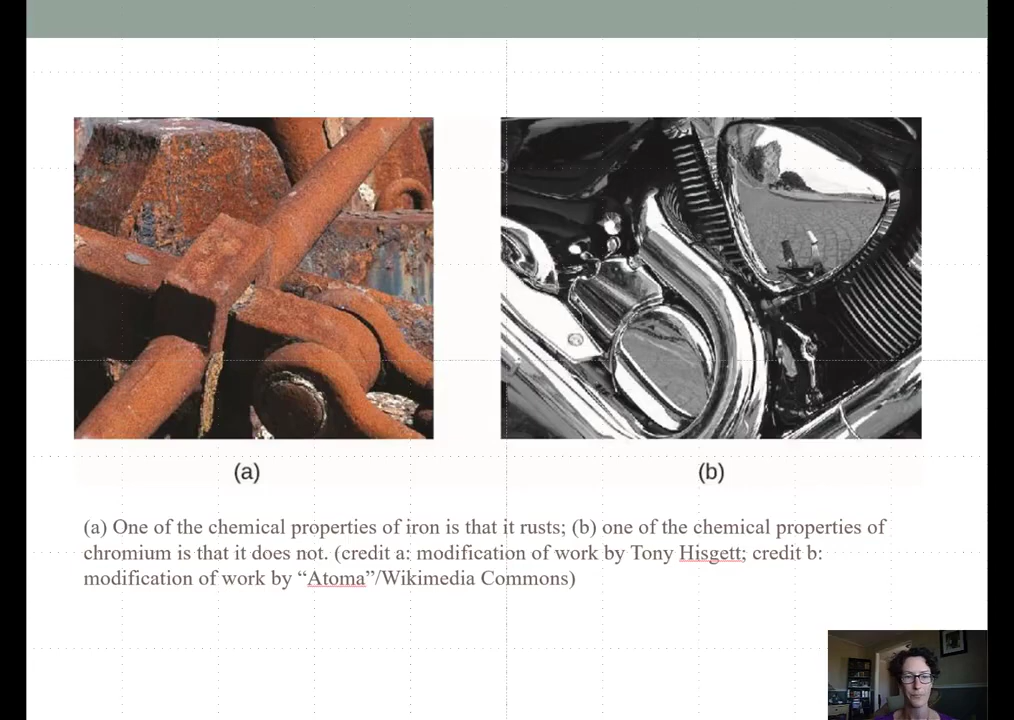 (a)
(b)
(a) One of the chemical properties of iron is that it rusts; (b) one of the chemical properties of
chromium is that it does not. (credit a: modification of work by Tony Hisgett; credit b:
modification of work by “Atoma”/Wikimedia Commons)